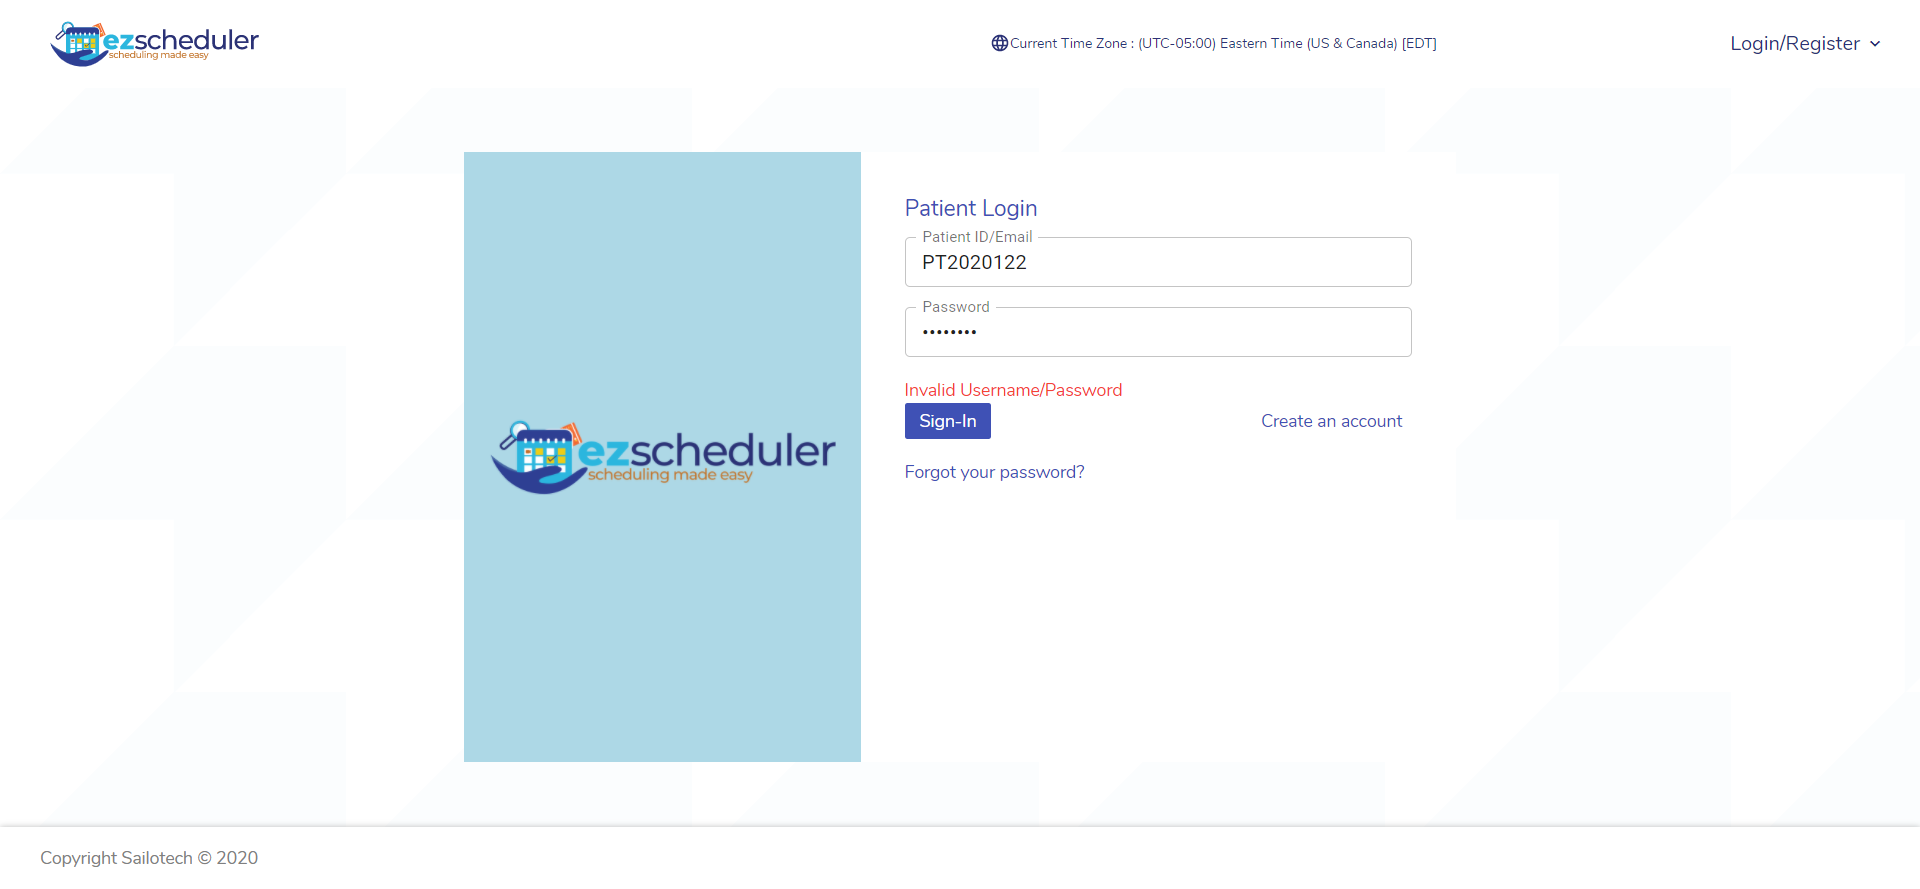 ezscheduler
scheduling made easy
Current Time Zone : (UTC-05:00) Eastern Time (US & Canada) [EDT]
Login/Register
ezscheduler
scheduling made easy
Patient Login
Patient ID/Email
PT2020122
Password
••••••••
Invalid Username/Password
Sign-In
Create an account
Forgot your password?
Copyright Sailotech © 2020